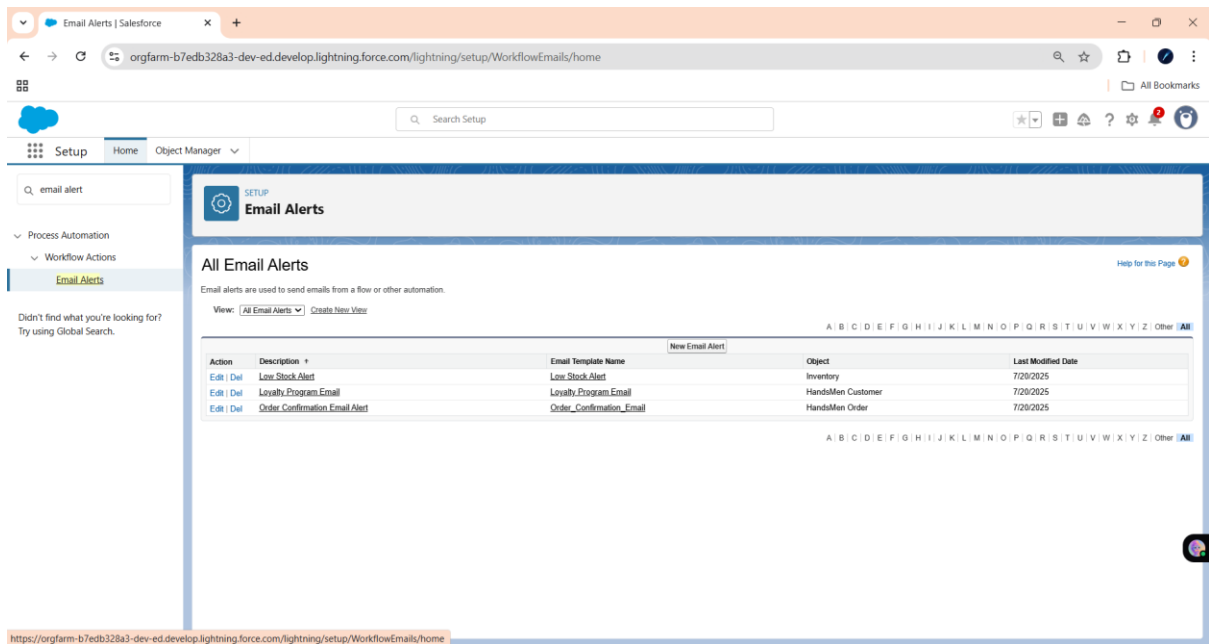 Email Alerts | Salesforce
orgfarm-b7edb328a3-dev-ed.develop.lightning.force.com/lightning/setup/WorkflowEmails/home
All Bookmarks
Search Setup
2
Setup Home Object Manager
email alert
SETUP
Email Alerts
Process Automation
Workflow Actions
Email Alerts
Didn't find what you're looking for?
Try using Global Search.
All Email Alerts
Help for this Page ?
Email alerts are used to send emails from a flow or other automation.
View: All Email Alerts Create New View
A | B | C | D | E | F | G | H | I | J | K | L | M | N | O | P | Q | R | S | T | U | V | W | X | Y | Z | Other All
New Email Alert
Action Description ↑ Email Template Name Object Last Modified Date
Edit | Del Low Stock Alert Low Stock Alert Inventory 7/20/2025
Edit | Del Loyalty Program Email Loyalty Program Email HandsMen Customer 7/20/2025
Edit | Del Order Confirmation Email Alert Order_Confirmation_Email HandsMen Order 7/20/2025
A | B | C | D | E | F | G | H | I | J | K | L | M | N | O | P | Q | R | S | T | U | V | W | X | Y | Z | Other All
https://orgfarm-b7edb328a3-dev-ed.develop.lightning.force.com/lightning/setup/WorkflowEmails/home